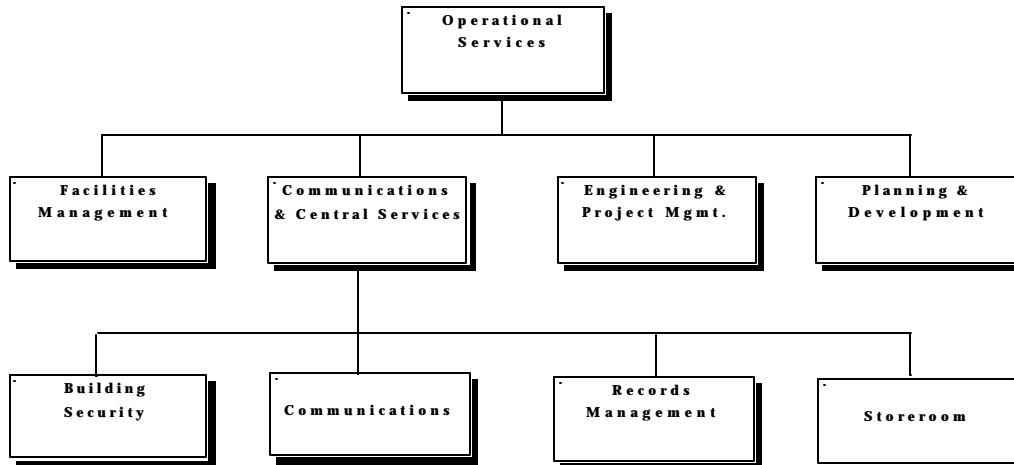 Operational
Services
Facilities
Management
Communications
& Central Services
Engineering &
Project Mgmt.
Planning &
Development
Building
Security
Communications
Records
Management
Storeroom